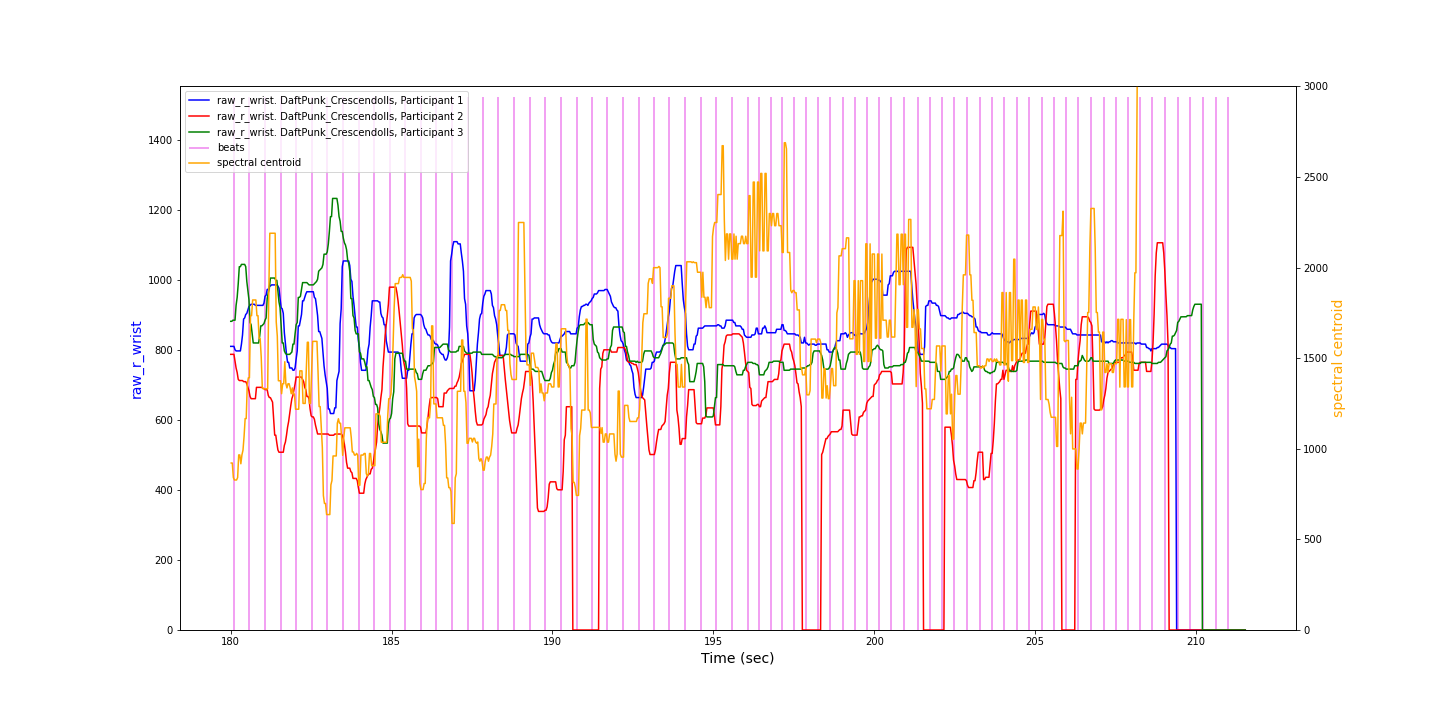 raw_r_wrist. DaftPunk_Crescendolls, Participant 1
raw_r_wrist. DaftPunk_Crescendolls, Participant 2
raw_r_wrist. DaftPunk_Crescendolls, Participant 3
beats
spectral centroid
raw_r_wrist
1400
1200
1000
800
600
400
200
0
3000
2500
2000
1500
1000
500
0
spectral centroid
180 185 190 195 200 205 210
Time (sec)